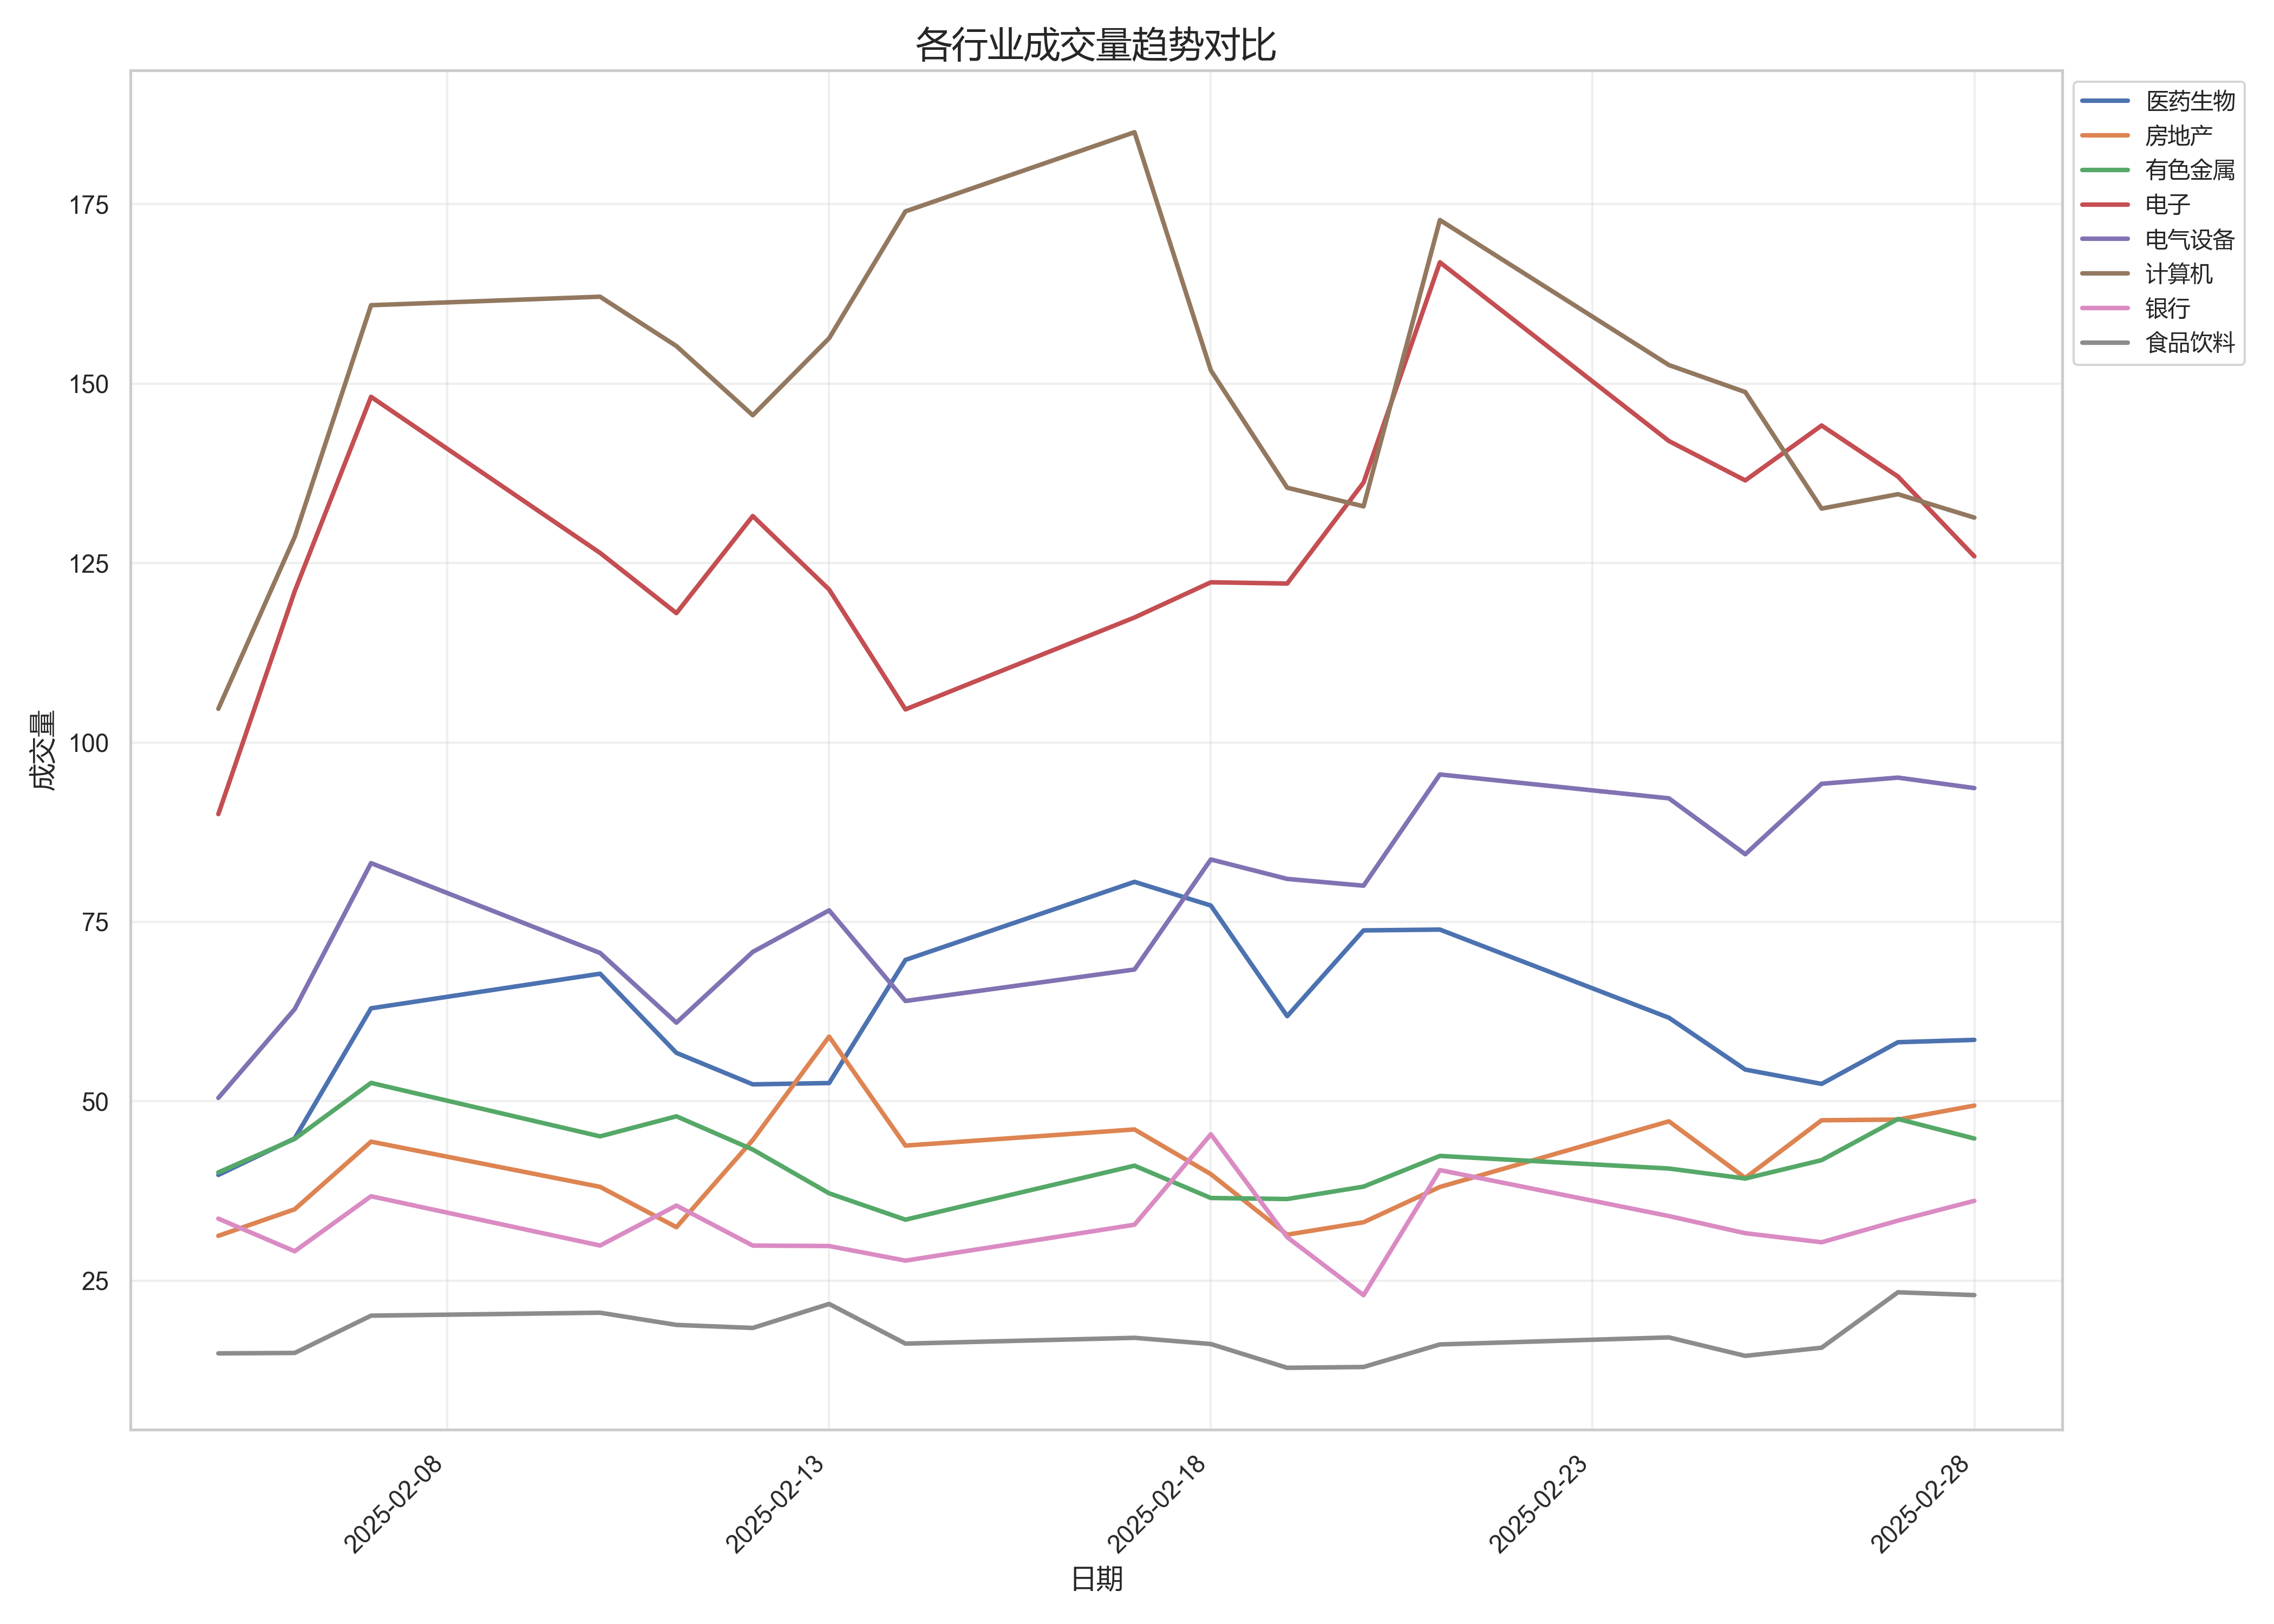 各行业成交量趋势对比
医药生物
房地产
有色金属
电子
电气设备
计算机
银行
食品饮料
成交量
175
150
125
100
75
50
25
2025-02-08
2025-02-13
2025-02-18
2025-02-23
2025-02-28
日期